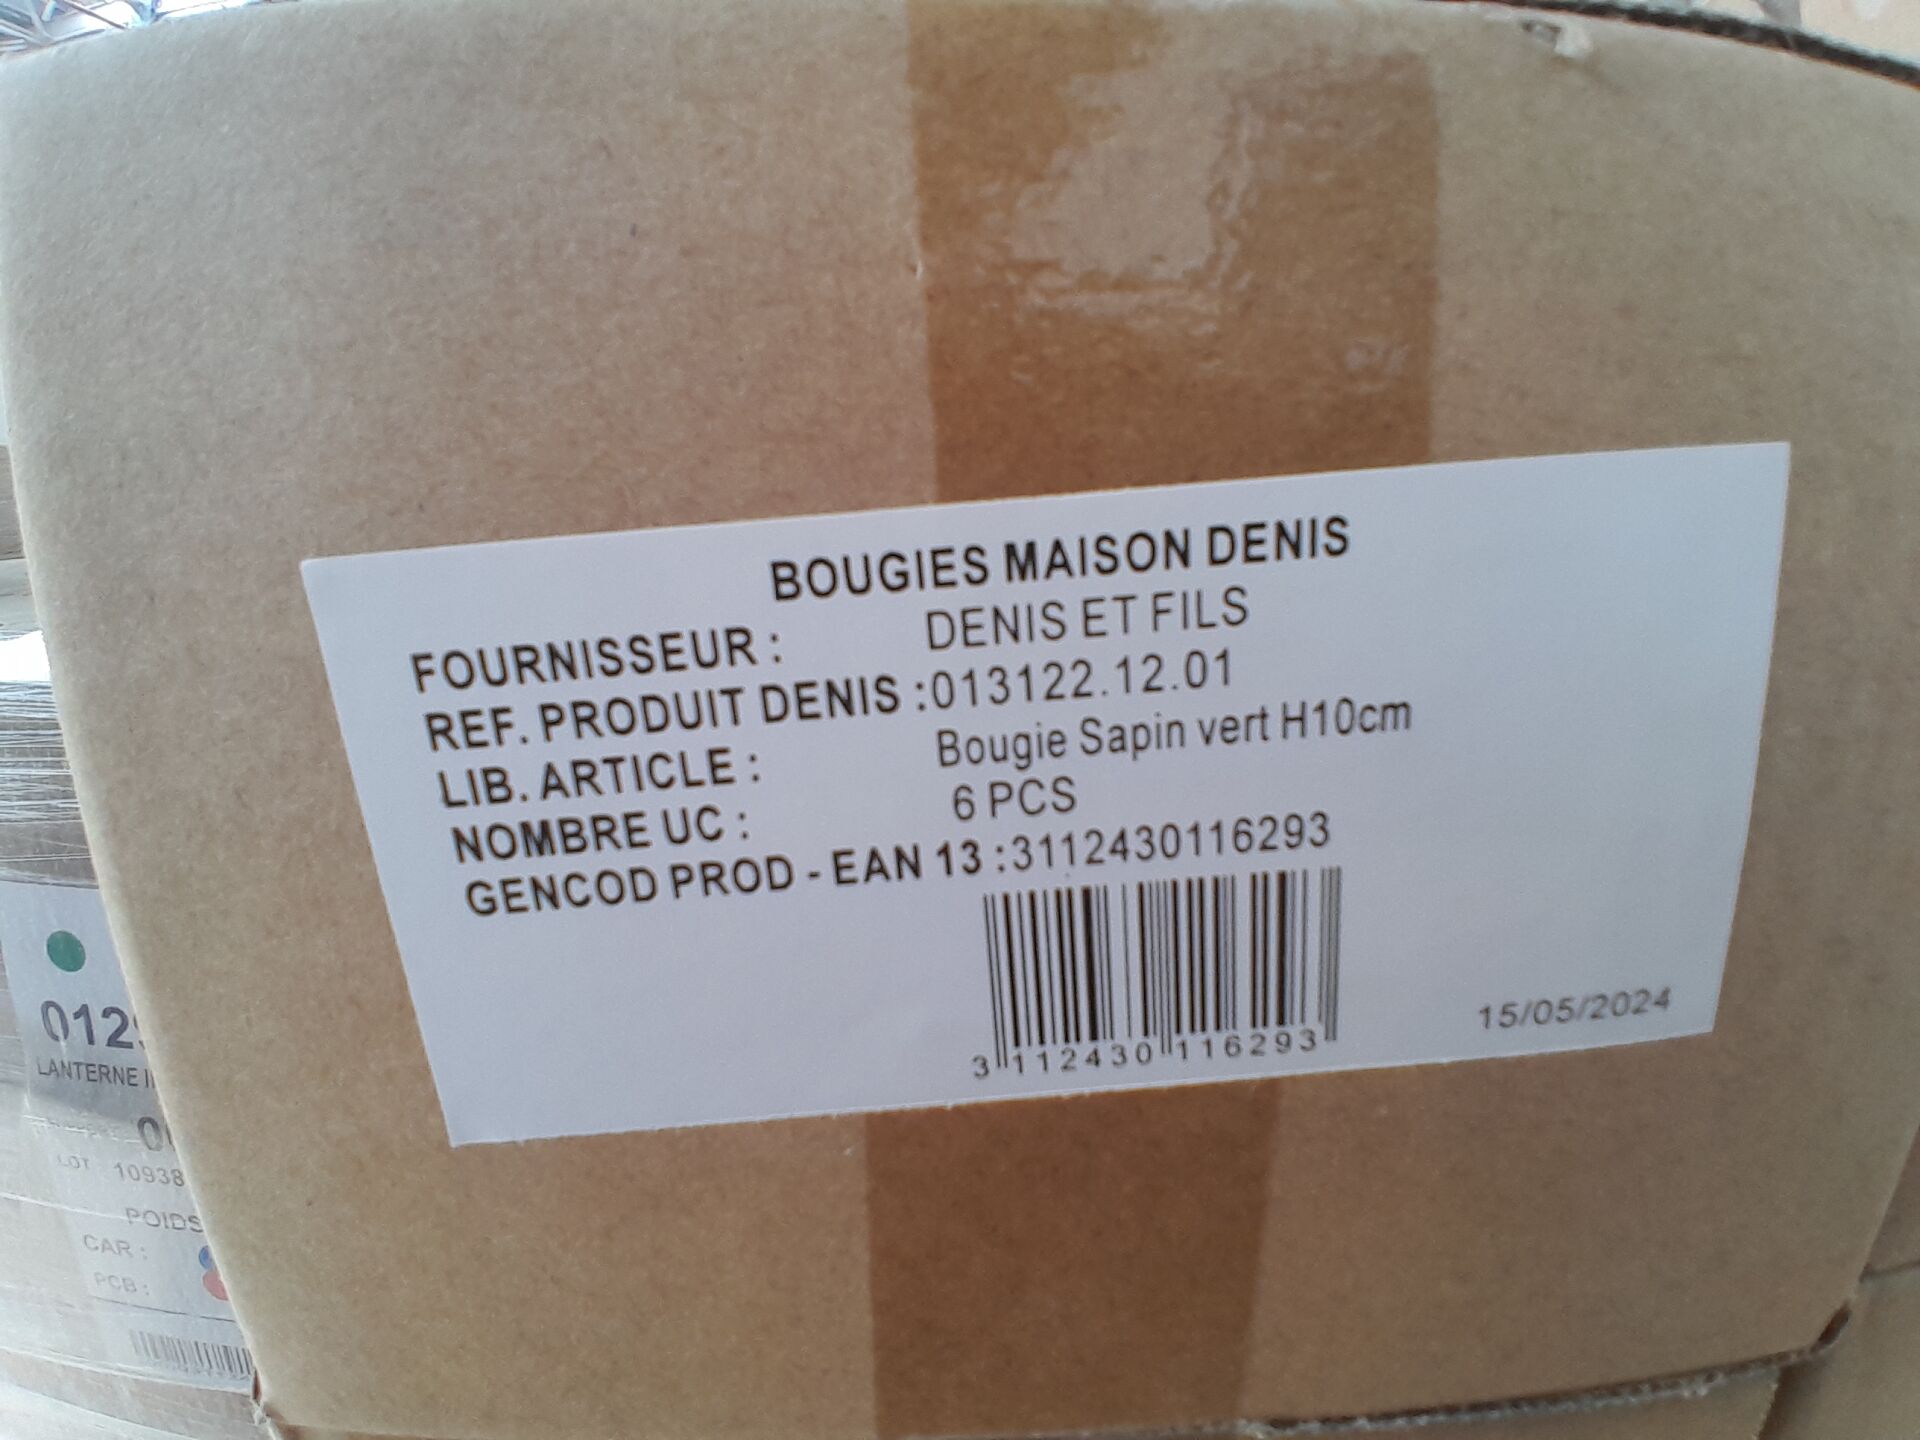 BOUGIES MAISON DENIS
FOURNISSEUR : DENIS ET FILS
REF. PRODUIT DENIS :013122.12.01
LIB. ARTICLE : Bougie Sapin vert H10cm
NOMBRE UC : 6 PCS
GENCOD PROD - EAN 13 :3112430116293
3 112430 116293
15/05/2024
LANTERNE
LOT 10938
POIDS
CAR :
PCB :